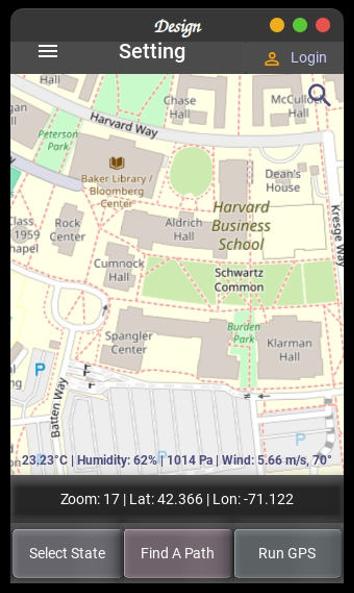 Design
Setting
Login
Hall
Chase
Hall
McCulloch
Hall
Harvard Way
Peterson
Park
Baker Library /
Bloomberg
Center
Dean's
House
Class
1959
hapel
Rock
Center
Aldrich
Hall
Harvard
Business
School
Kresge Way
Cumnock
Hall
Schwartz
Common
Spangler
Center
Burden
Park
Klarman
Hall
P
Batten Way
P
P
23.23°C | Humidity: 62% | 1014 Pa | Wind: 5.66 m/s, 70°
Zoom: 17 | Lat: 42.366 | Lon: -71.122
Select State
Find A Path
Run GPS